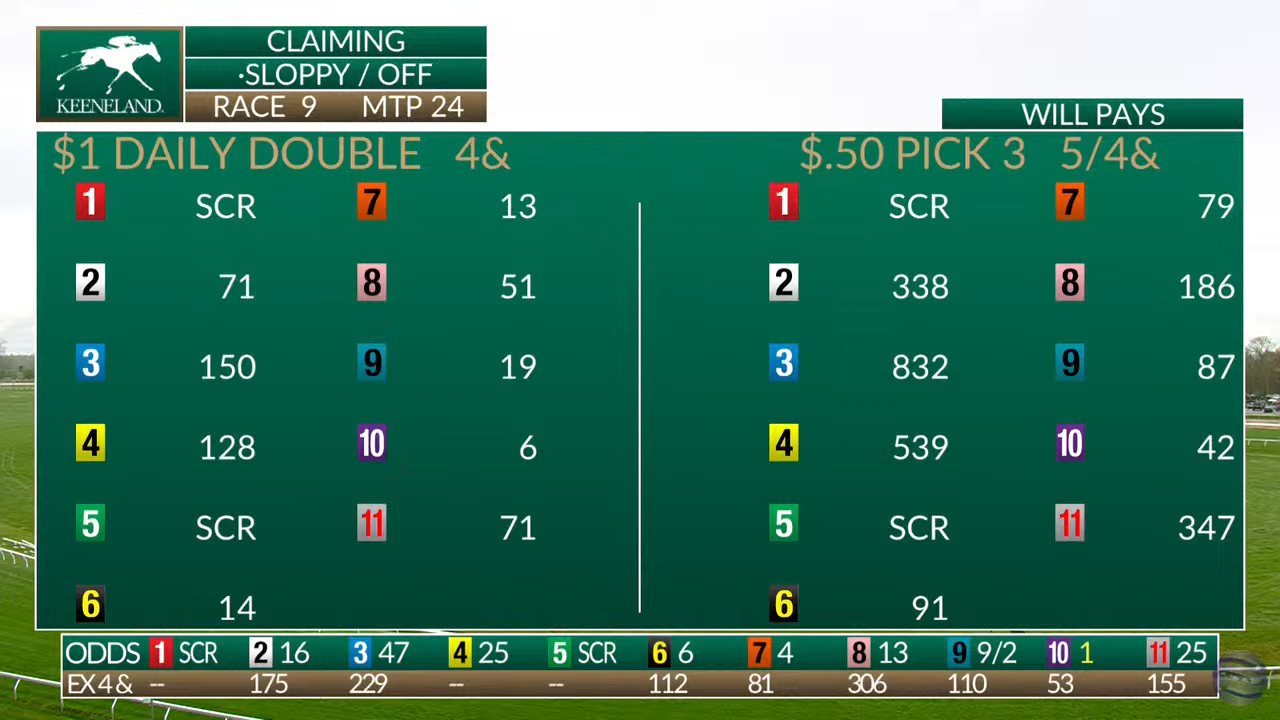 CLAIMING
·SLOPPY / OFF
KEENELAND.
RACE 9 MTP 24
WILL PAYS
$1 DAILY DOUBLE 4& $.50 PICK 3 5/4&
1 SCR 7 13 1 SCR 7 79
2 71 8 51 2 338 8 186
3 150 9 19 3 832 9 87
4 128 10 6 4 539 10 42
5 SCR 11 71 5 SCR 11 347
6 14 6 91
ODDS 1 SCR 2 16 3 47 4 25 5 SCR 6 6 7 4 8 13 9 9/2 10 1 11 25
EX 4 & -- 175 229 -- -- 112 81 306 110 53 155